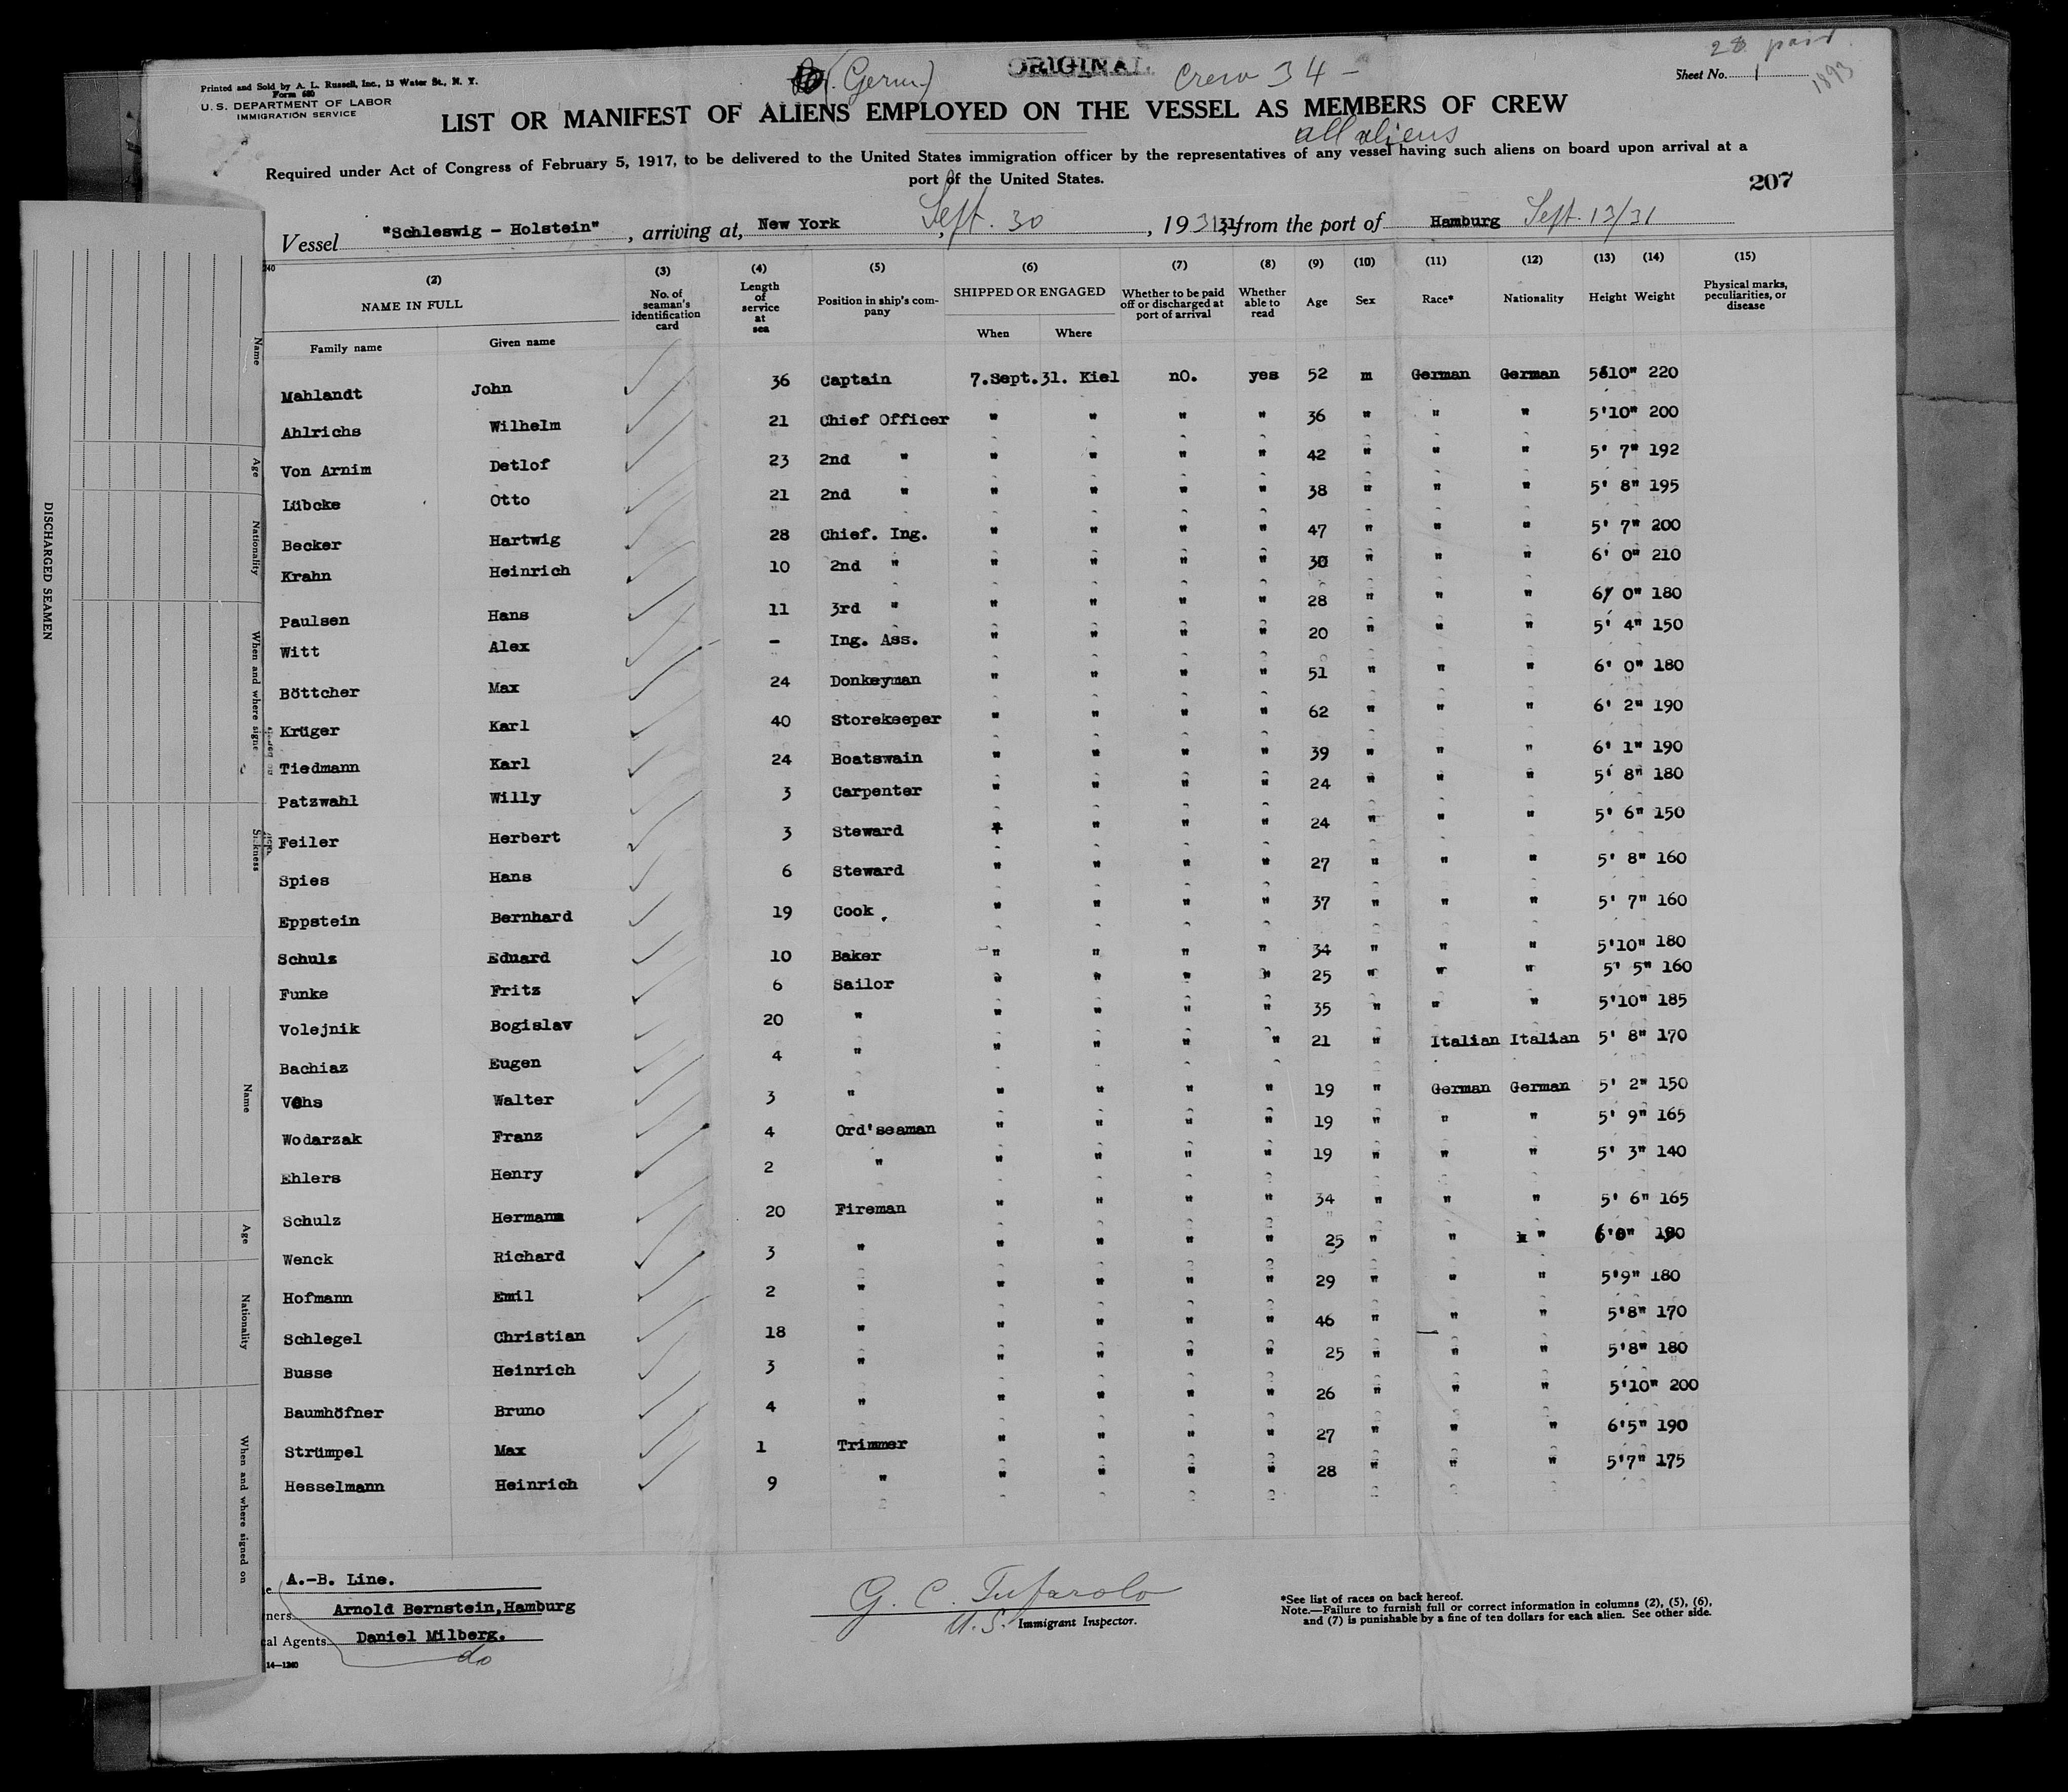 28 pass.
1893
Printed and Sold by A. L. Russell, Inc., 13 Water St., N. Y.
Form 680
U. S. DEPARTMENT OF LABOR
IMMIGRATION SERVICE
(Germ)
ORIGINAL
Crew 34 -
Sheet No. 1
LIST OR MANIFEST OF ALIENS EMPLOYED ON THE VESSEL AS MEMBERS OF CREW
all aliens
Required under Act of Congress of February 5, 1917, to be delivered to the United States immigration officer by the representatives of any vessel having such aliens on board upon arrival at a
port of the United States.
207
Vessel "Schleswig - Holstein", arriving at, New York Sept. 30, 1931, from the port of Hamburg Sept. 13/31
(2) (3) (4) (5) (6) (7) (8) (9) (10) (11) (12) (13) (14) (15)
NAME IN FULL No. of seaman's identification card Length of service at sea Position in ship's company SHIPPED OR ENGAGED Whether to be paid off or discharged at port of arrival Whether able to read Age Sex Race* Nationality Height Weight Physical marks, peculiarities, or disease
Family name Given name When Where
Mahlandt John 36 Captain 7.Sept.31. Kiel nO. yes 52 m German German 5'10" 220
Ahlrichs Wilhelm 21 Chief Officer " " " " 36 " " " 5'10" 200
Von Arnim Detlof 23 2nd " " " " " 42 " " " 5' 7" 192
Lübcke Otto 21 2nd " " " " " 38 " " " 5' 8" 195
Becker Hartwig 28 Chief. Ing. " " " " 47 " " " 5' 7" 200
Krahn Heinrich 10 2nd " " " " " 30 " " " 6' 0" 210
Paulsen Hans 11 3rd " " " " " 28 " " " 6' 0" 180
Witt Alex - Ing. Ass. " " " " 20 " " " 5' 4" 150
Böttcher Max 24 Donkeyman " " " " 51 " " " 6' 0" 180
Krüger Karl 40 Storekeeper " " " " 62 " " " 6' 2" 190
Tiedmann Karl 24 Boatswain " " " " 39 " " " 6' 1" 190
Patzwahl Willy 3 Carpenter " " " " 24 " " " 5' 8" 180
Feiler Herbert 3 Steward " " " " 24 " " " 5' 6" 150
Spies Hans 6 Steward " " " " 27 " " " 5' 8" 160
Eppstein Bernhard 19 Cook. " " " " 37 " " " 5' 7" 160
Schulz Eduard 10 Baker " " " " 34 " " " 5'10" 180
Funke Fritz 6 Sailor " " " " 25 " " " 5' 5" 160
Volejnik Bogislav 20 " " " " " 35 " " " 5'10" 185
Bachiaz Eugen 4 " " " " " 21 " Italian Italian 5' 8" 170
Vehs Walter 3 " " " " " 19 " German German 5' 2" 150
Wodarzak Franz 4 Ord'seaman " " " " 19 " " " 5' 9" 165
Ehlers Henry 2 " " " " " 19 " " " 5' 3" 140
Schulz Hermann 20 Fireman " " " " 34 " " " 5' 6" 165
Wenck Richard 3 " " " " " 25 " " " 6'0" 190
Hofmann Emil 2 " " " " " 29 " " " 5'9" 180
Schlegel Christian 18 " " " " " 46 " " " 5'8" 170
Busse Heinrich 3 " " " " " 25 " " " 5'8" 180
Baumhöfner Bruno 4 " " " " " 26 " " " 5'10" 200
Strümpel Max 1 Trimmer " " " " 27 " " " 6'5" 190
Hesselmann Heinrich 9 " " " " " 28 " " " 5'7" 175
A.-B. Line.
Arnold Bernstein,Hamburg
cal Agents Daniel Milberg.
do
14—1240
G. C. Tufarolo
U.S. Immigrant Inspector.
*See list of races on back hereof.
Note.—Failure to furnish full or correct information in columns (2), (5), (6),
and (7) is punishable by a fine of ten dollars for each alien. See other side.
DISCHARGED SEAMEN
Name
Age
Nationality
When and where signe
Sickness
Name
Age
Nationality
When and where signed on